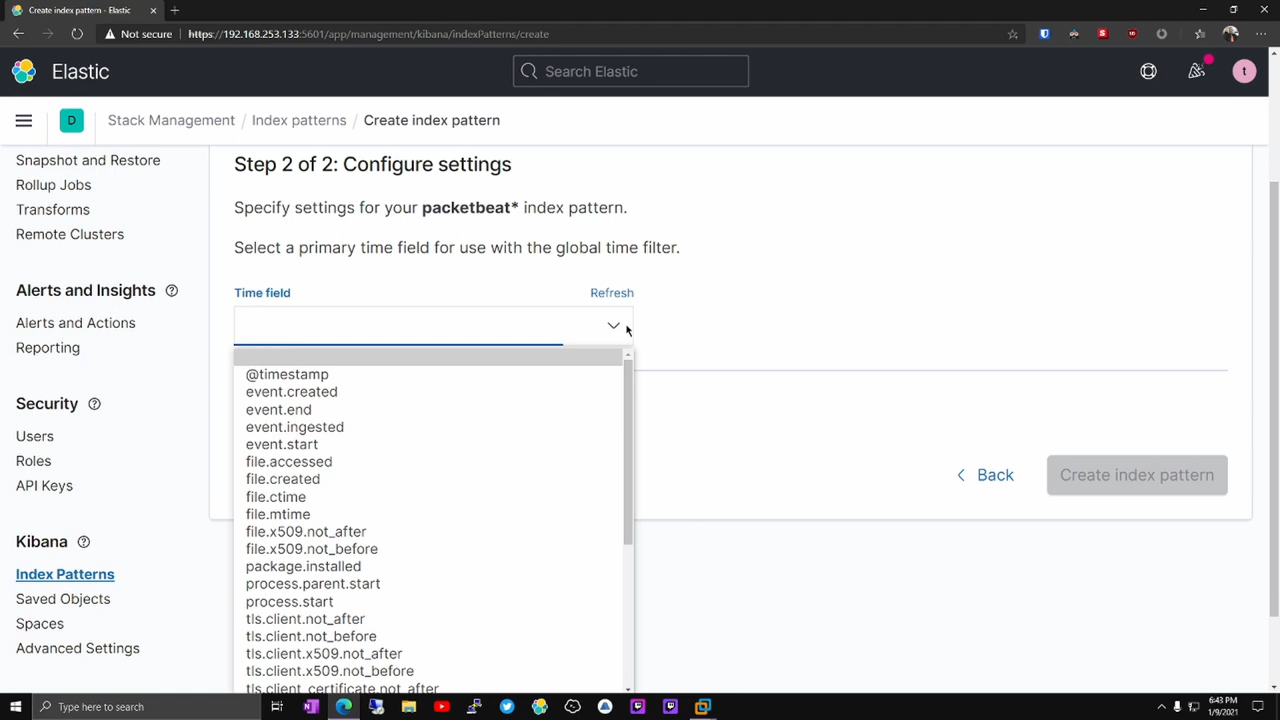 Create index pattern - Elastic
Not secure
https://192.168.253.133:5601/app/management/kibana/indexPatterns/create
Elastic
Search Elastic
t
D
Stack Management / Index patterns / Create index pattern
Snapshot and Restore
Rollup Jobs
Transforms
Remote Clusters
Alerts and Insights
Alerts and Actions
Reporting
Security
Users
Roles
API Keys
Kibana
Index Patterns
Saved Objects
Spaces
Advanced Settings
Step 2 of 2: Configure settings
Specify settings for your packetbeat* index pattern.
Select a primary time field for use with the global time filter.
Time field
Refresh
@timestamp
event.created
event.end
event.ingested
event.start
file.accessed
file.created
file.ctime
file.mtime
file.x509.not_after
file.x509.not_before
package.installed
process.parent.start
process.start
tls.client.not_after
tls.client.not_before
tls.client.x509.not_after
tls.client.x509.not_before
tls.client_certificate.not_after
Back
Create index pattern
Type here to search
6:43 PM
1/9/2021